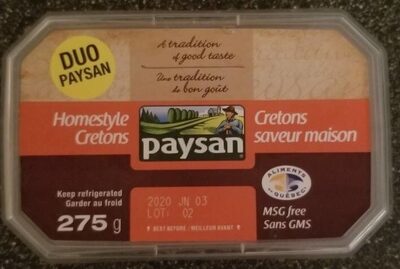 DUO
PAYSAN
A tradition
of good taste
Une tradition
de bon goût
Homestyle
Cretons
paysan
Cretons
saveur maison
Keep refrigerated
Garder au froid
275 g
2020 JN 03
LOT: 02
BEST BEFORE / MEILLEUR AVANT
ALIMENTS
DU QUÉBEC
MSG free
Sans GMS